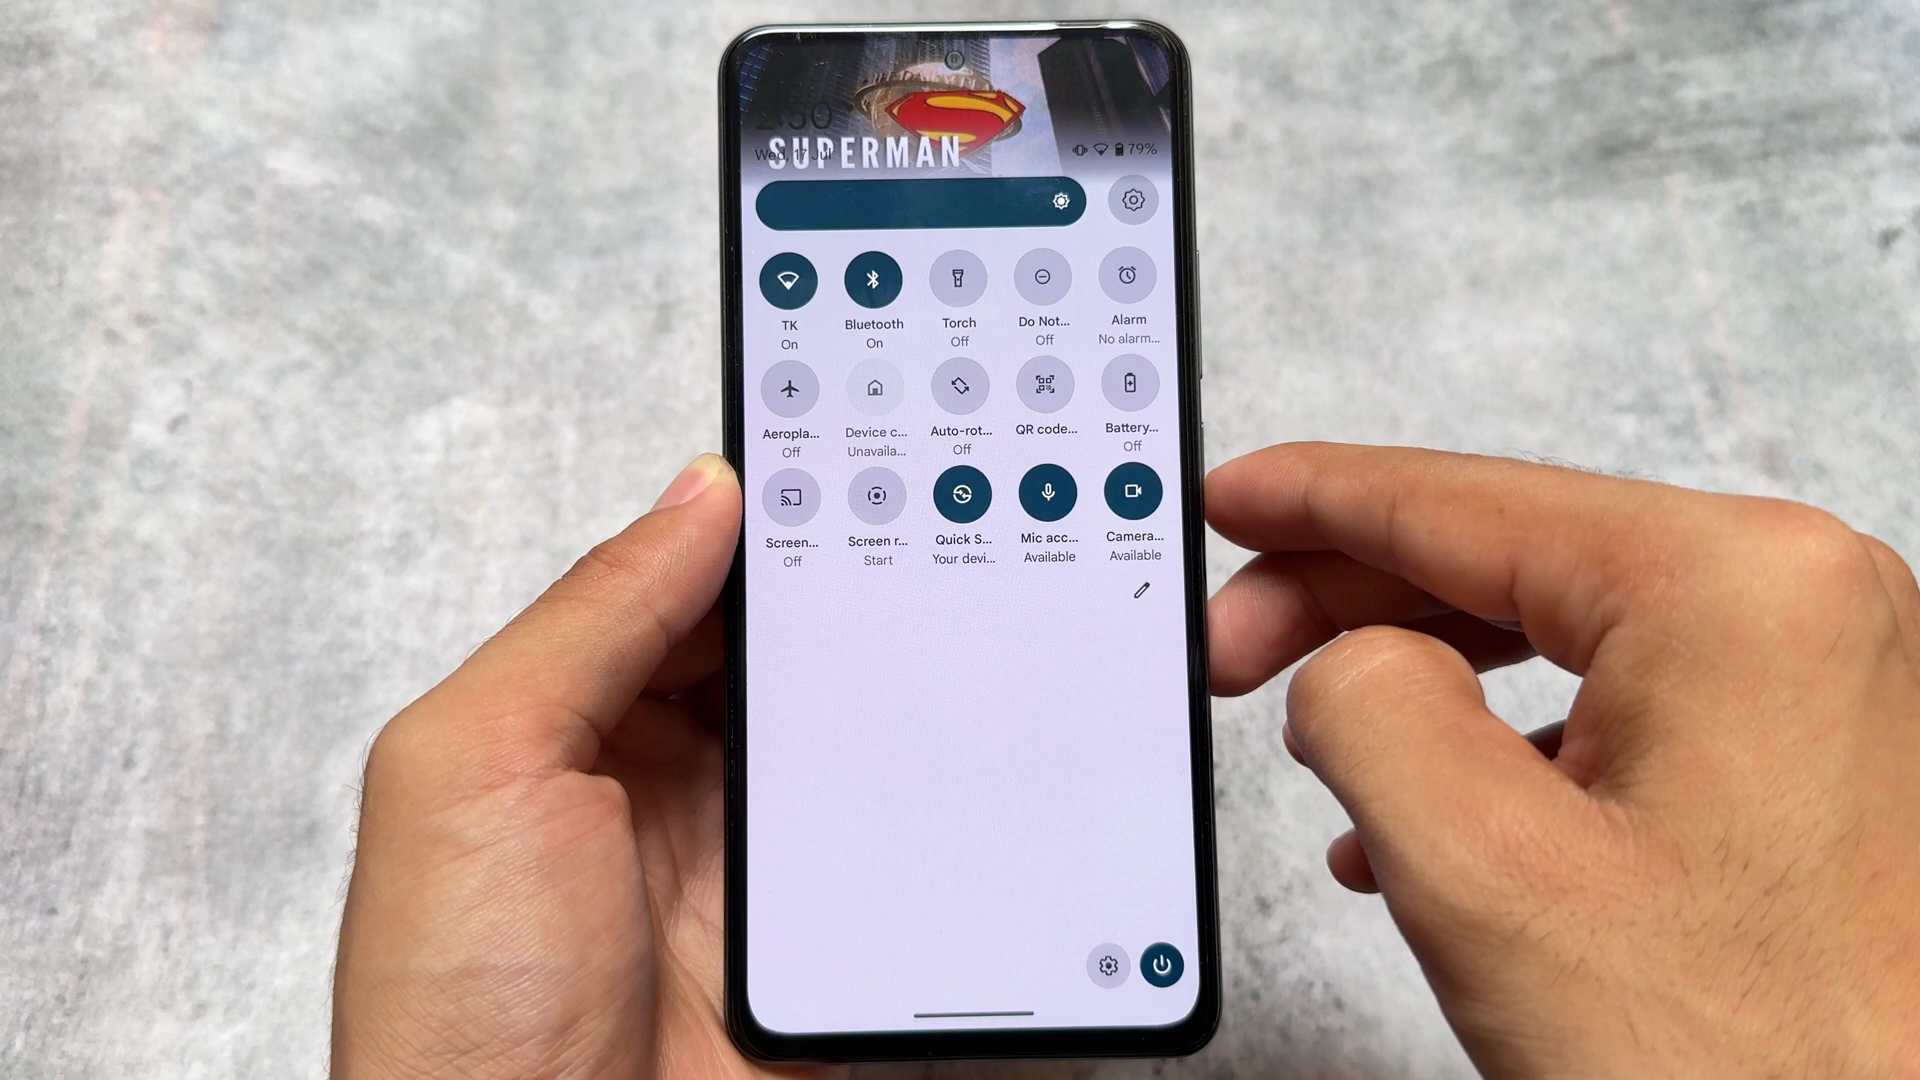 SUPERMAN
Wed, 17 Jul
79%
TK
On
Bluetooth
On
Torch
Off
Do Not...
Off
Alarm
No alarm...
Aeropla...
Off
Device c...
Unavaila...
Auto-rot...
Off
QR code...
Battery...
Off
Screen...
Off
Screen r...
Start
Quick S...
Your devi...
Mic acc...
Available
Camera...
Available